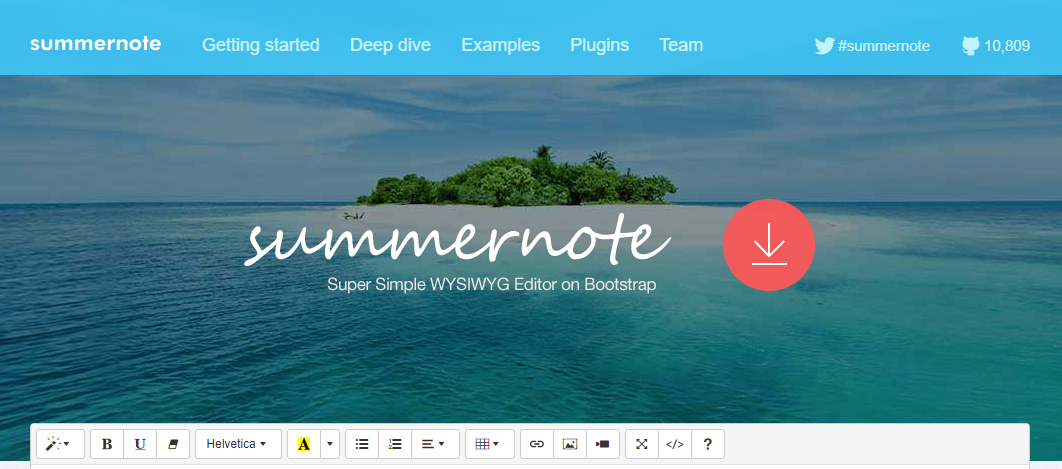 summernote Getting started Deep dive Examples Plugins Team #summernote 10,809
summernote
Super Simple WYSIWYG Editor on Bootstrap
B U Helvetica A </> ?